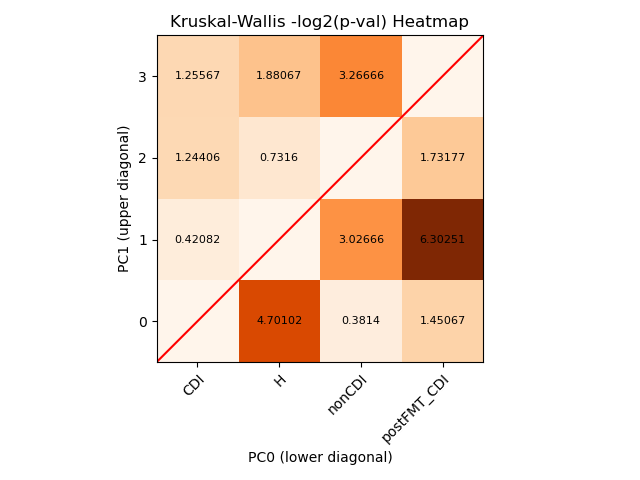 Kruskal-Wallis -log2(p-val) Heatmap
3
1.25567 1.88067 3.26666
2
1.24406 0.7316 1.73177
1
0.42082 3.02666 6.30251
0
4.70102 0.3814 1.45067
PC1 (upper diagonal)
CDI H nonCDI postFMT_CDI
PC0 (lower diagonal)